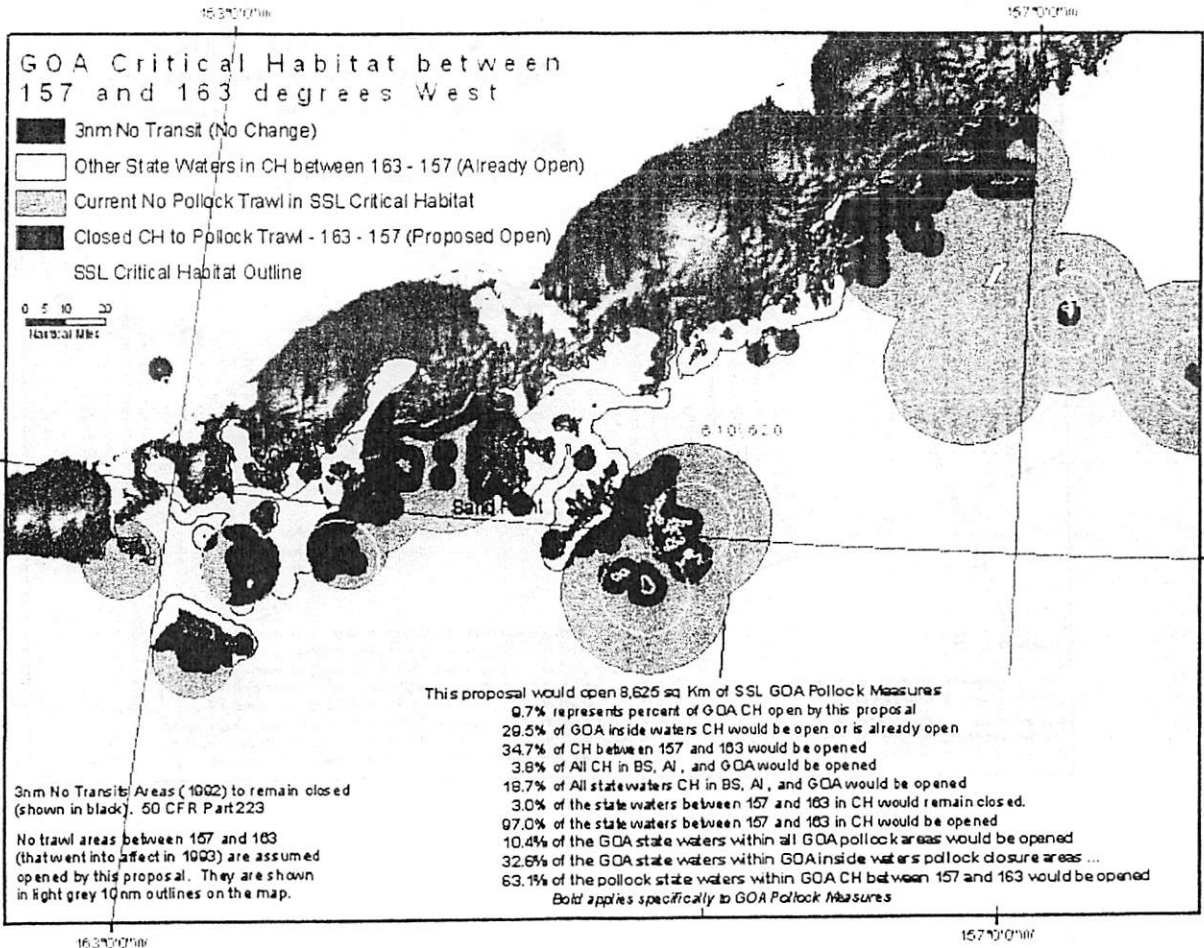 163°0'0"W
157°0'0"W
GOA Critical Habitat between
157 and 163 degrees West
3nm No Transit (No Change)
Other State Waters in CH between 163 - 157 (Already Open)
Current No Pollock Trawl in SSL Critical Habitat
Closed CH to Pollock Trawl - 163 - 157 (Proposed Open)
SSL Critical Habitat Outline
0 5 10 20
Nautical Miles
610 620
Sand Point
This proposal would open 8,625 sq Km of SSL GOA Pollock Measures
9.7% represents percent of GOA CH open by this proposal
29.5% of GOA inside waters CH would be open or is already open
34.7% of CH between 157 and 163 would be opened
3.8% of All CH in BS, AI, and GOA would be opened
18.7% of All statewaters CH in BS, AI, and GOA would be opened
3.0% of the state waters between 157 and 163 in CH would remain closed.
97.0% of the state waters between 157 and 163 in CH would be opened
10.4% of the GOA state waters within all GOA pollock areas would be opened
32.6% of the GOA state waters within GOA inside waters pollock closure areas ...
63.1% of the pollock state waters within GOA CH between 157 and 163 would be opened
Bold applies specifically to GOA Pollock Measures
3nm No Transits Areas (1992) to remain closed
(shown in black). 50 CFR Part 223
No trawl areas between 157 and 163
(that went into affect in 1993) are assumed
opened by this proposal. They are shown
in light grey 10nm outlines on the map.
163°0'0"W
157°0'0"W